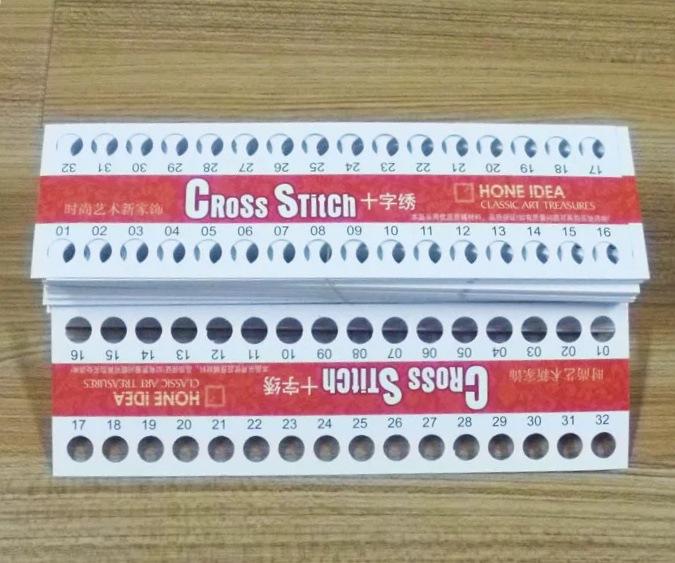 32 31 30 29 28 27 26 25 24 23 22 21 20 19 18 17
时尚艺术新家饰 CROSS STITCH 十字绣 HONE IDEA
CLASSIC ART TREASURES
01 02 03 04 05 06 07 08 09 10 11 12 13 14 15 16
16 15 14 13 12 11 10 09 08 07 06 05 04 03 02 01
时尚艺术新家饰 CROSS STITCH 十字绣 HONE IDEA
CLASSIC ART TREASURES
17 18 19 20 21 22 23 24 25 26 27 28 29 30 31 32